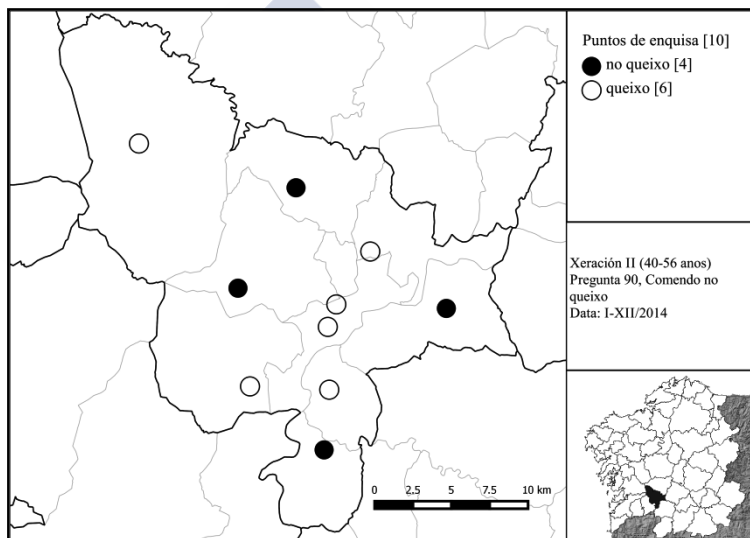 Puntos de enquisa [10]
no queixo [4]
queixo [6]
Xeración II (40-56 anos)
Pregunta 90, Comendo no
queixo
Data: I-XII/2014
0 2,5 5 7,5 10 km